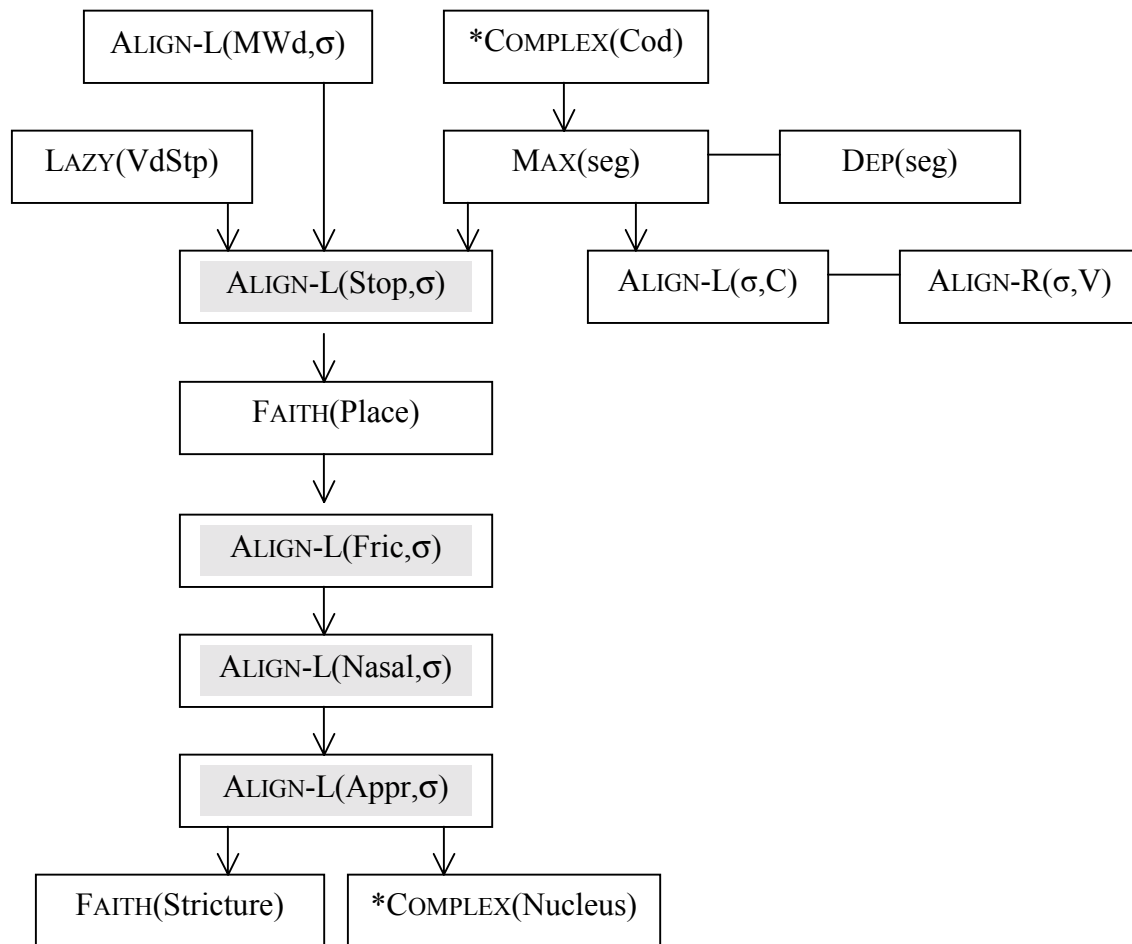 ALIGN-L(MWd,σ)
*COMPLEX(Cod)
LAZY(VdStp)
MAX(seg)
DEP(seg)
ALIGN-L(Stop,σ)
ALIGN-L(σ,C)
ALIGN-R(σ,V)
FAITH(Place)
ALIGN-L(Fric,σ)
ALIGN-L(Nasal,σ)
ALIGN-L(Appr,σ)
FAITH(Stricture)
*COMPLEX(Nucleus)